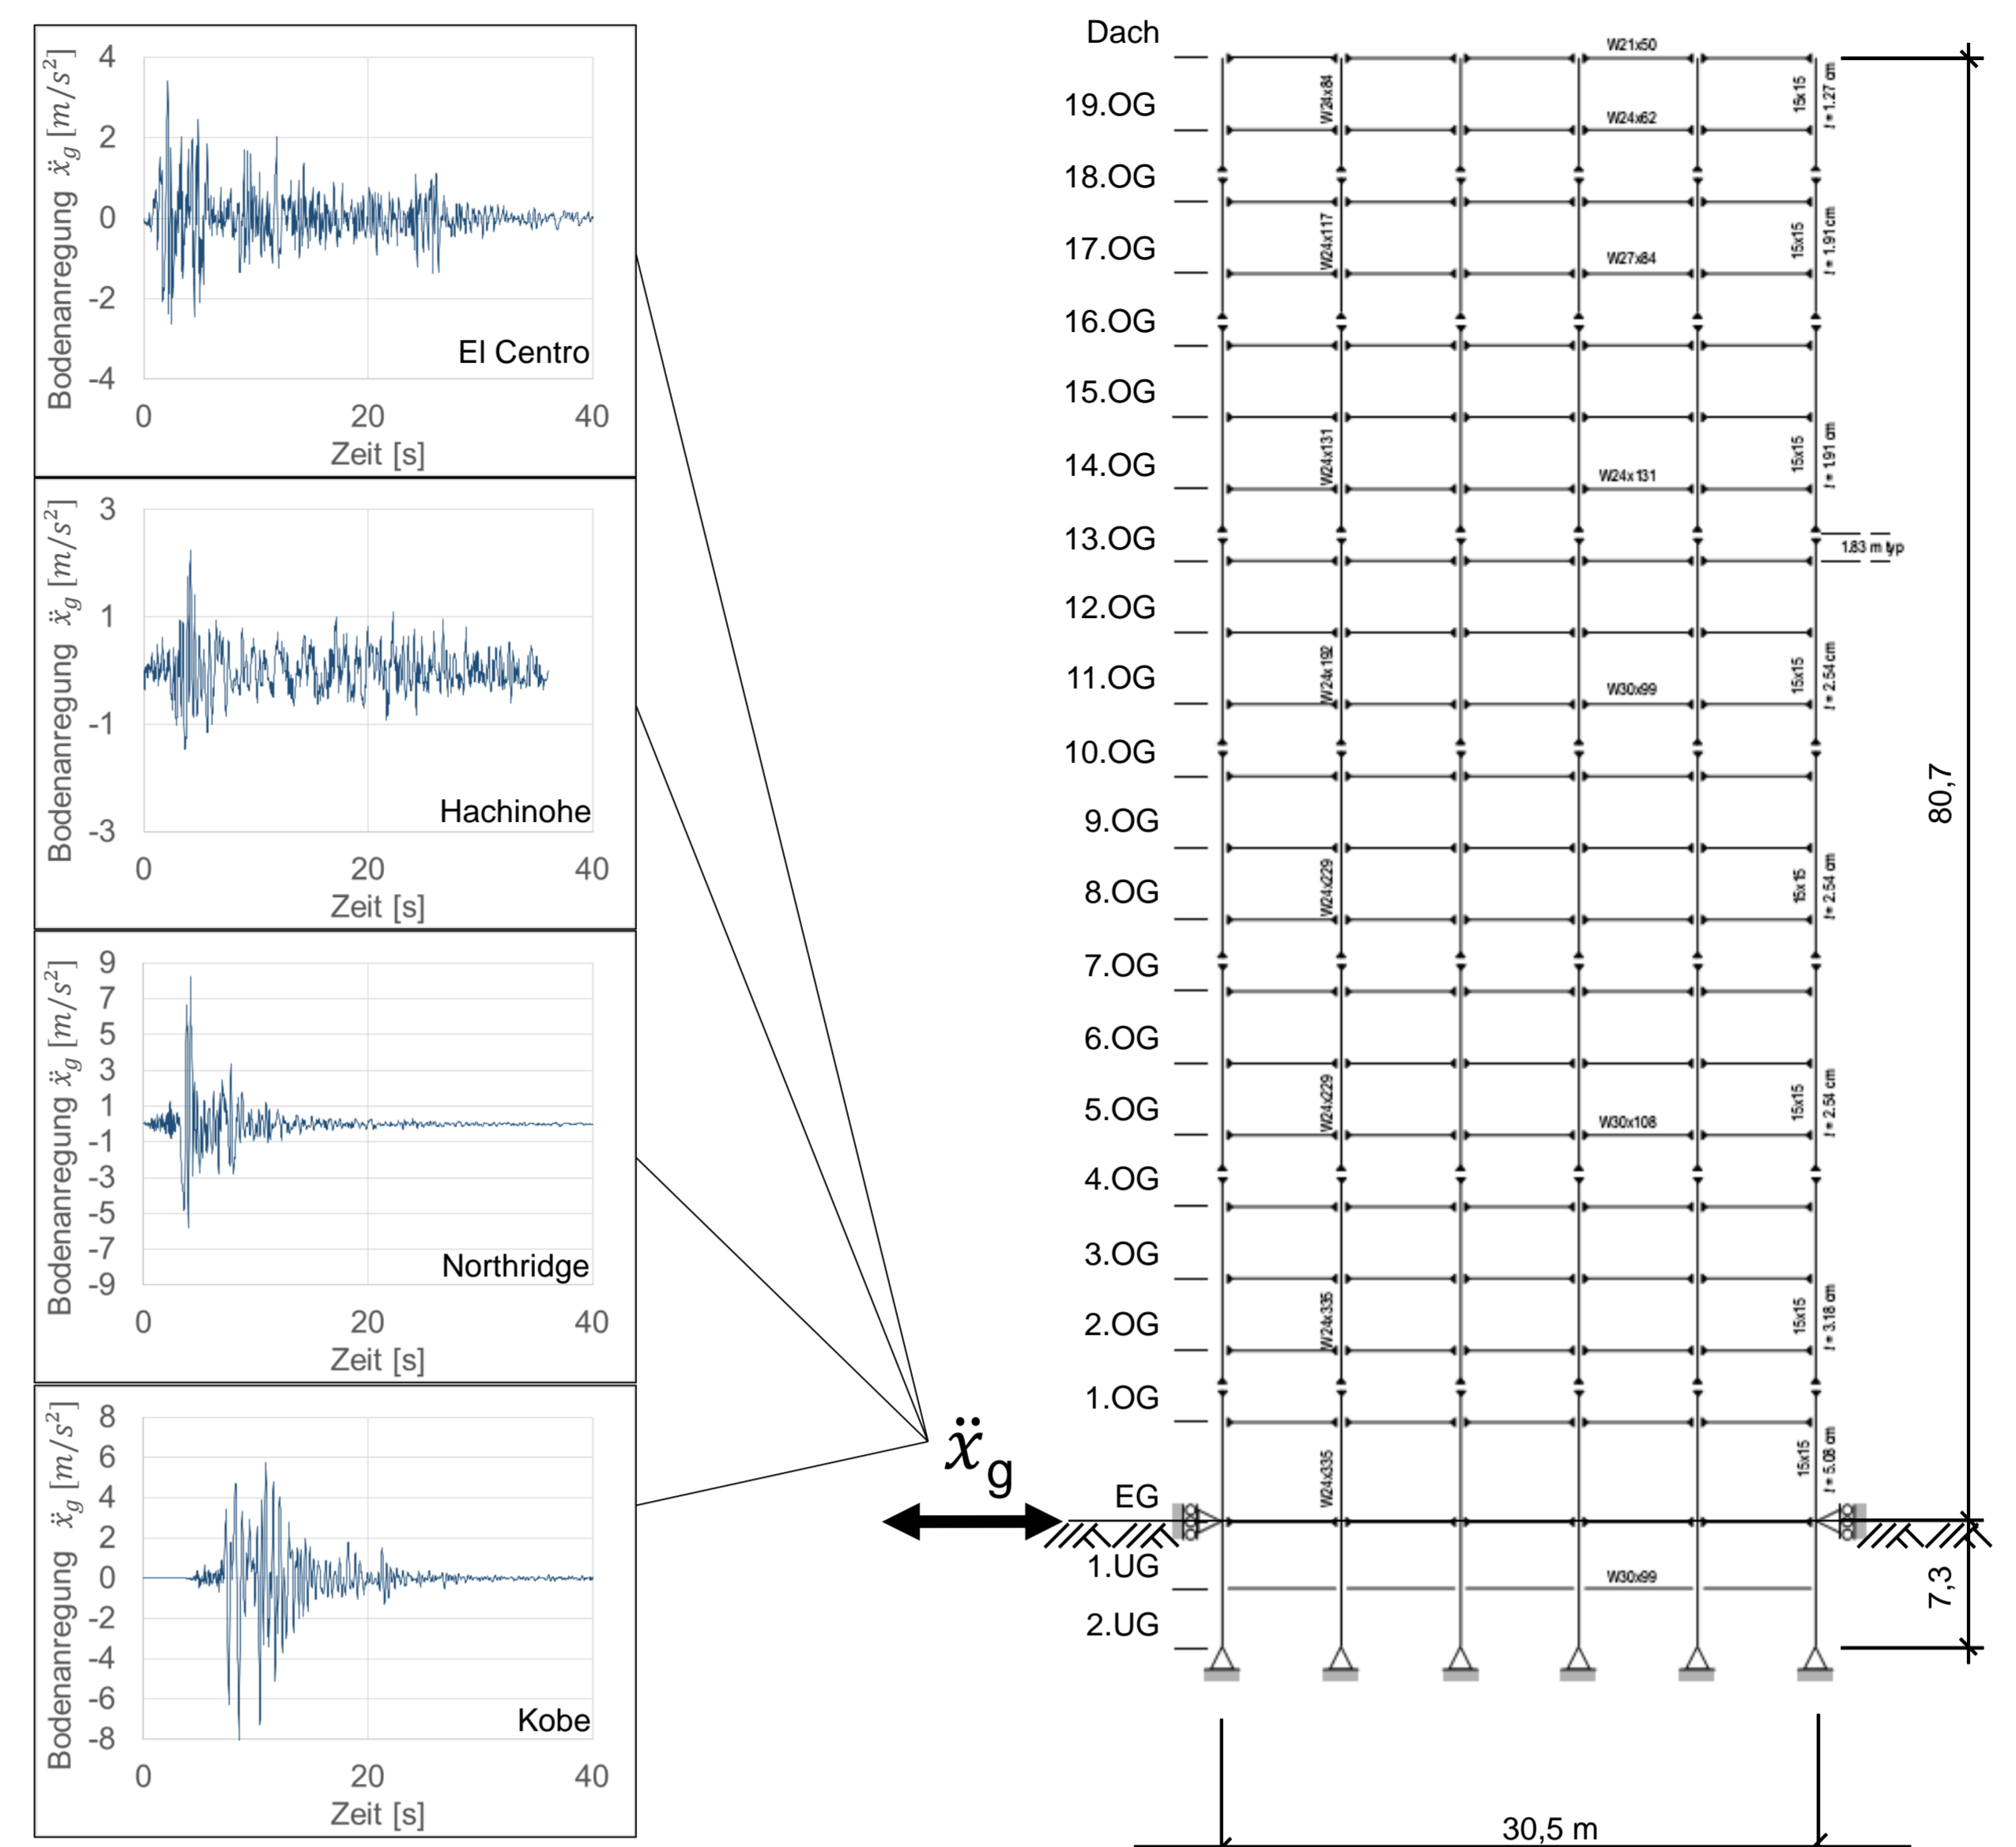 4
2
0
-2
-4
0
20
40
Zeit [s]
Bodenanregung ẍg [m/s²]
El Centro
3
1
-1
-3
0
20
40
Zeit [s]
Bodenanregung ẍg [m/s²]
Hachinohe
9
7
5
3
1
-1
-3
-5
-7
-9
0
20
40
Zeit [s]
Bodenanregung ẍg [m/s²]
Northridge
8
6
4
2
0
-2
-4
-6
-8
0
20
40
Zeit [s]
Bodenanregung ẍg [m/s²]
Kobe
ẍg
Dach
19.OG
18.OG
17.OG
16.OG
15.OG
14.OG
13.OG
12.OG
11.OG
10.OG
9.OG
8.OG
7.OG
6.OG
5.OG
4.OG
3.OG
2.OG
1.OG
EG
1.UG
2.UG
W24x84
W24x117
W24x131
W24x192
W24x229
W24x229
W24x335
W24x335
W21x50
W24x62
W27x84
W24x131
W30x99
W30x108
W30x99
15x15
t = 1.27 cm
15x15
t = 1.91 cm
15x15
t = 1.91 cm
1.83 m typ
15x15
t = 2.54 cm
15x15
t = 2.54 cm
15x15
t = 2.54 cm
15x15
t = 3.18 cm
15x15
t = 5.08 cm
80,7
7,3
30,5 m